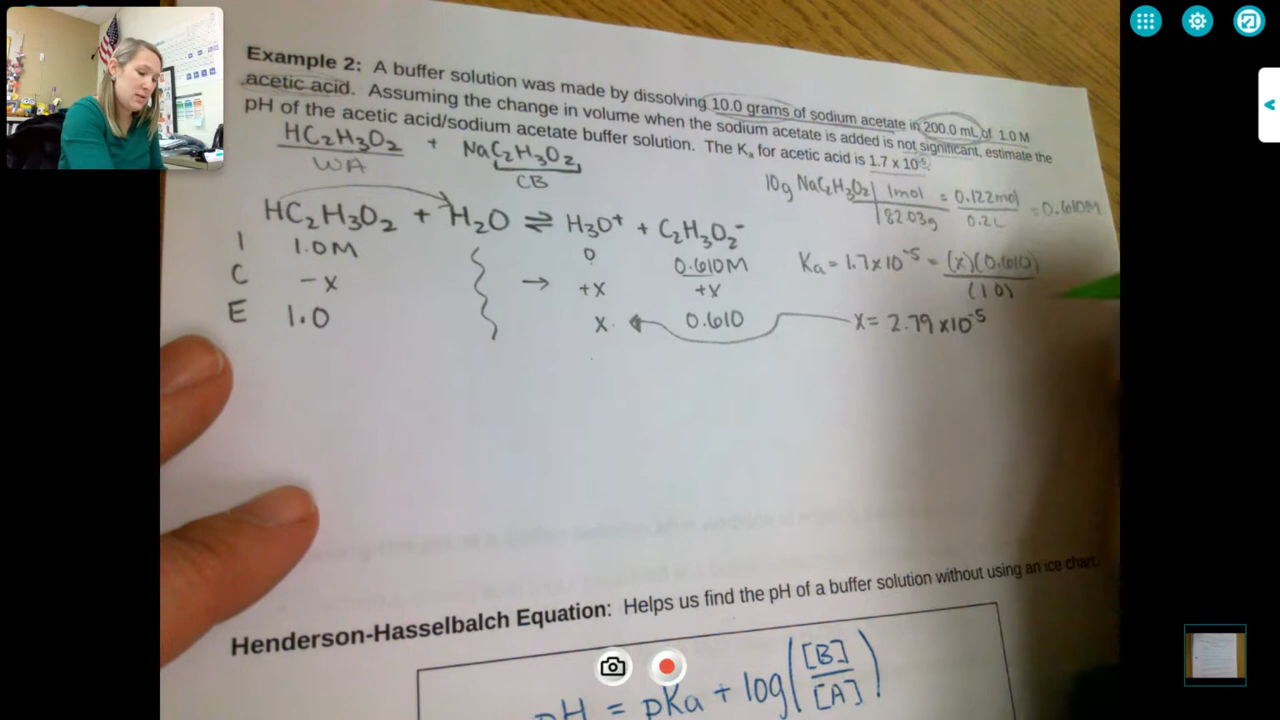 Example 2: A buffer solution was made by dissolving 10.0 grams of sodium acetate in 200.0 mL of 1.0 M
acetic acid. Assuming the change in volume when the sodium acetate is added is not significant, estimate the
pH of the acetic acid/sodium acetate buffer solution. The Ka for acetic acid is 1.7 x 10-5.
HC2H3O2 + NaC2H3O2
WA CB
10g NaC2H3O2 | 1mol = 0.122mol = 0.610M
82.03g 0.2L
HC2H3O2 + H2O ⇌ H3O+ + C2H3O2-
I 1.0M 0 0.610M
C -x → +x +x
E 1.0 x 0.610
Ka = 1.7x10-5 = (x)(0.610)
(1.0)
x = 2.79x10-5
Henderson-Hasselbalch Equation: Helps us find the pH of a buffer solution without using an ice chart.
pH = pKa + log([B]/[A])